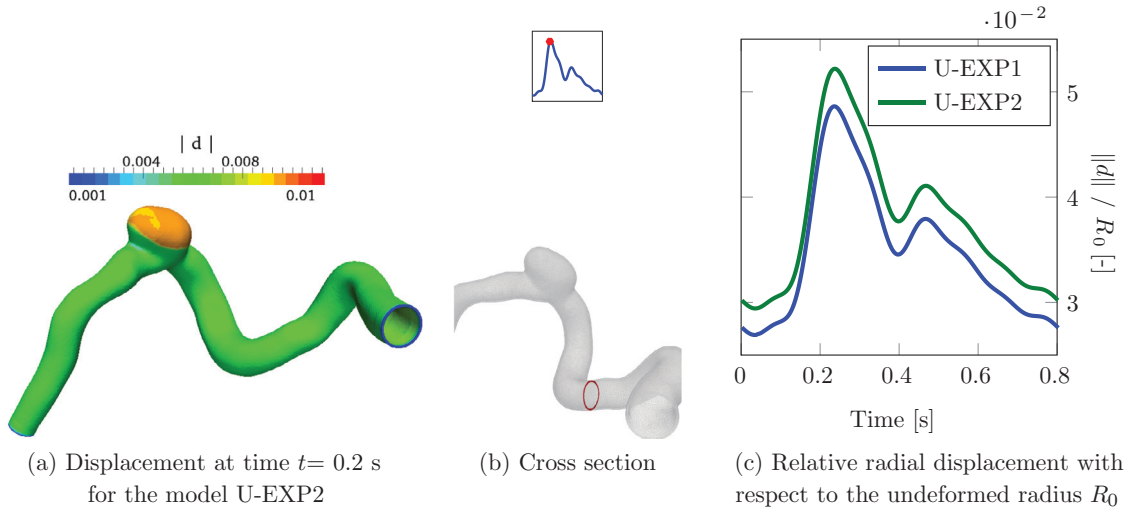 | d |
0.004 0.008
0.001 0.01
(a) Displacement at time t= 0.2 s
for the model U-EXP2
(b) Cross section
·10⁻²
U-EXP1
U-EXP2
5
4
3
||d|| / R₀ [-]
0 0.2 0.4 0.6 0.8
Time [s]
(c) Relative radial displacement with
respect to the undeformed radius R₀